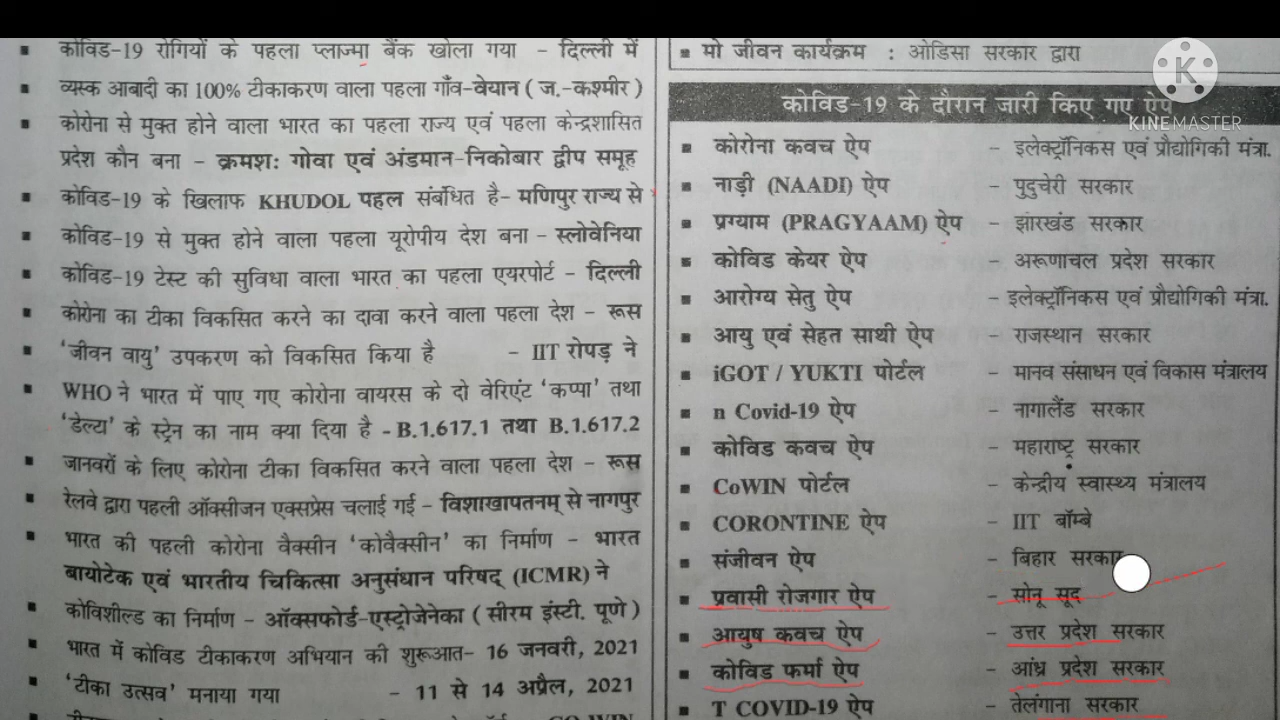 कोविड-19 रोगियों के पहला प्लाज्मा बैंक खोला गया - दिल्ली में
व्यस्क आबादी का 100% टीकाकरण वाला पहला गाँव-वेयान ( ज.-कश्मीर )
कोरोना से मुक्त होने वाला भारत का पहला राज्य एवं पहला केन्द्रशासित
प्रदेश कौन बना - क्रमशः गोवा एवं अंडमान-निकोबार द्वीप समूह
कोविड-19 के खिलाफ KHUDOL पहल संबंधित है- मणिपुर राज्य से
कोविड-19 से मुक्त होने वाला पहला यूरोपीय देश बना - स्लोवेनिया
कोविड-19 टेस्ट की सुविधा वाला भारत का पहला एयरपोर्ट - दिल्ली
कोरोना का टीका विकसित करने का दावा करने वाला पहला देश - रूस
'जीवन वायु' उपकरण को विकसित किया है - IIT रोपड़ ने
WHO ने भारत में पाए गए कोरोना वायरस के दो वेरिएंट 'कप्पा' तथा
'डेल्टा' के स्ट्रेन का नाम क्या दिया है - B.1.617.1 तथा B.1.617.2
जानवरों के लिए कोरोना टीका विकसित करने वाला पहला देश - रूस
रेलवे द्वारा पहली ऑक्सीजन एक्सप्रेस चलाई गई - विशाखापतनम् से नागपुर
भारत की पहली कोरोना वैक्सीन 'कोवैक्सीन' का निर्माण - भारत
बायोटेक एवं भारतीय चिकित्सा अनुसंधान परिषद् (ICMR) ने
कोविशील्ड का निर्माण - ऑक्सफोर्ड-एस्ट्रोजेनेका ( सीरम इंस्टी. पूणे )
भारत में कोविड टीकाकरण अभियान की शुरूआत- 16 जनवरी, 2021
'टीका उत्सव' मनाया गया - 11 से 14 अप्रैल, 2021
मो जीवन कार्यक्रम : ओडिसा सरकार द्वारा
कोविड-19 के दौरान जारी किए गए ऐप
K
KINEMASTER
कोरोना कवच ऐप - इलेक्ट्रॉनिकस एवं प्रौद्योगिकी मंत्रा.
नाड़ी (NAADI) ऐप - पुदुचेरी सरकार
प्रग्याम (PRAGYAAM) ऐप - झारखंड सरकार
कोविड केयर ऐप - अरूणाचल प्रदेश सरकार
आरोग्य सेतु ऐप - इलेक्ट्रॉनिकस एवं प्रौद्योगिकी मंत्रा.
आयु एवं सेहत साथी ऐप - राजस्थान सरकार
iGOT / YUKTI पोर्टल - मानव संसाधन एवं विकास मंत्रालय
n Covid-19 ऐप - नागालैंड सरकार
कोविड कवच ऐप - महाराष्ट्र सरकार
CoWIN पोर्टल - केन्द्रीय स्वास्थ्य मंत्रालय
CORONTINE ऐप - IIT बॉम्बे
संजीवन ऐप - बिहार सरकार
प्रवासी रोजगार ऐप - सोनू सूद
आयुष कवच ऐप - उत्तर प्रदेश सरकार
कोविड फर्मा ऐप - आंध्र प्रदेश सरकार
T COVID-19 ऐप - तेलंगाना सरकार